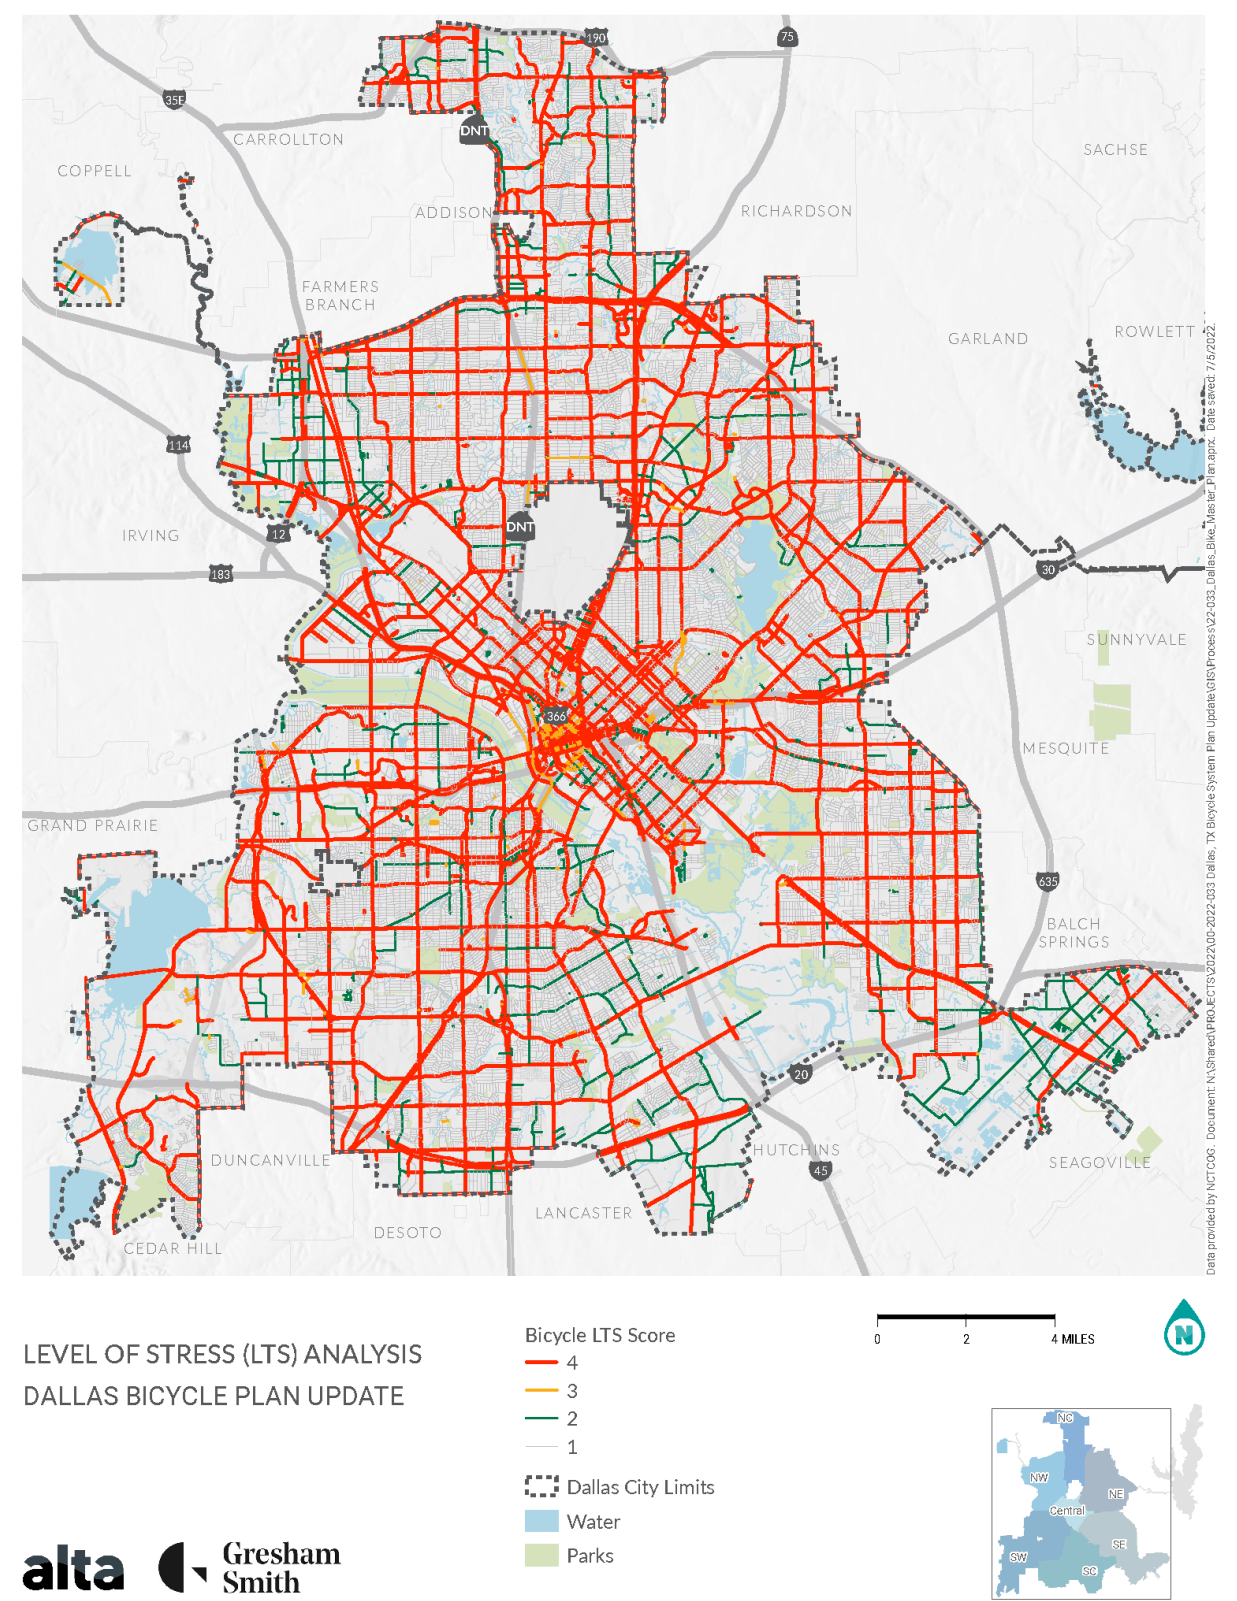 190
75
35E
DNT
CARROLLTON
SACHSE
COPPELL
ADDISON
RICHARDSON
FARMERS
BRANCH
GARLAND
ROWLETT
114
IRVING
12
DNT
183
30
SUNNYVALE
366
MESQUITE
GRAND PRAIRIE
635
BALCH
SPRINGS
20
DUNCANVILLE
HUTCHINS
45
SEAGOVILLE
LANCASTER
DESOTO
CEDAR HILL
Data provided by NCTCOG. Document: N:\Shared\PROJECTS\2022\00-2022-033 Dallas, TX Bicycle System Plan Update\GIS\Process\22-033_Dallas_Bike_Master_Plan.aprx. Date saved: 7/5/2022.
LEVEL OF STRESS (LTS) ANALYSIS
DALLAS BICYCLE PLAN UPDATE
Bicycle LTS Score
4
3
2
1
Dallas City Limits
Water
Parks
0 2 4 MILES
N
NC
NW
NE
Central
SE
SW
SC
alta
Gresham
Smith